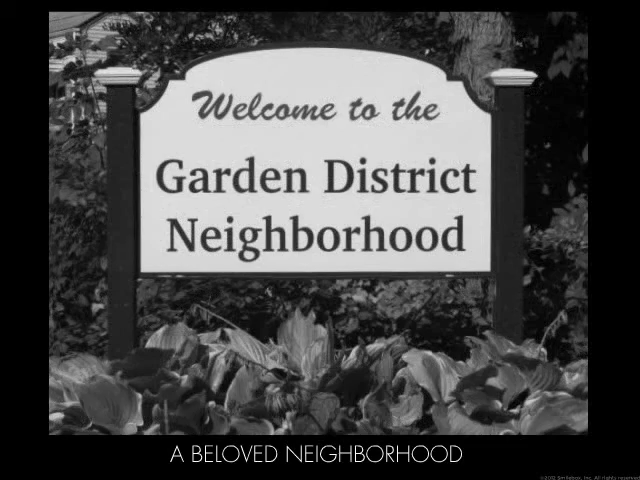 Welcome to the
Garden District
Neighborhood
A BELOVED NEIGHBORHOOD